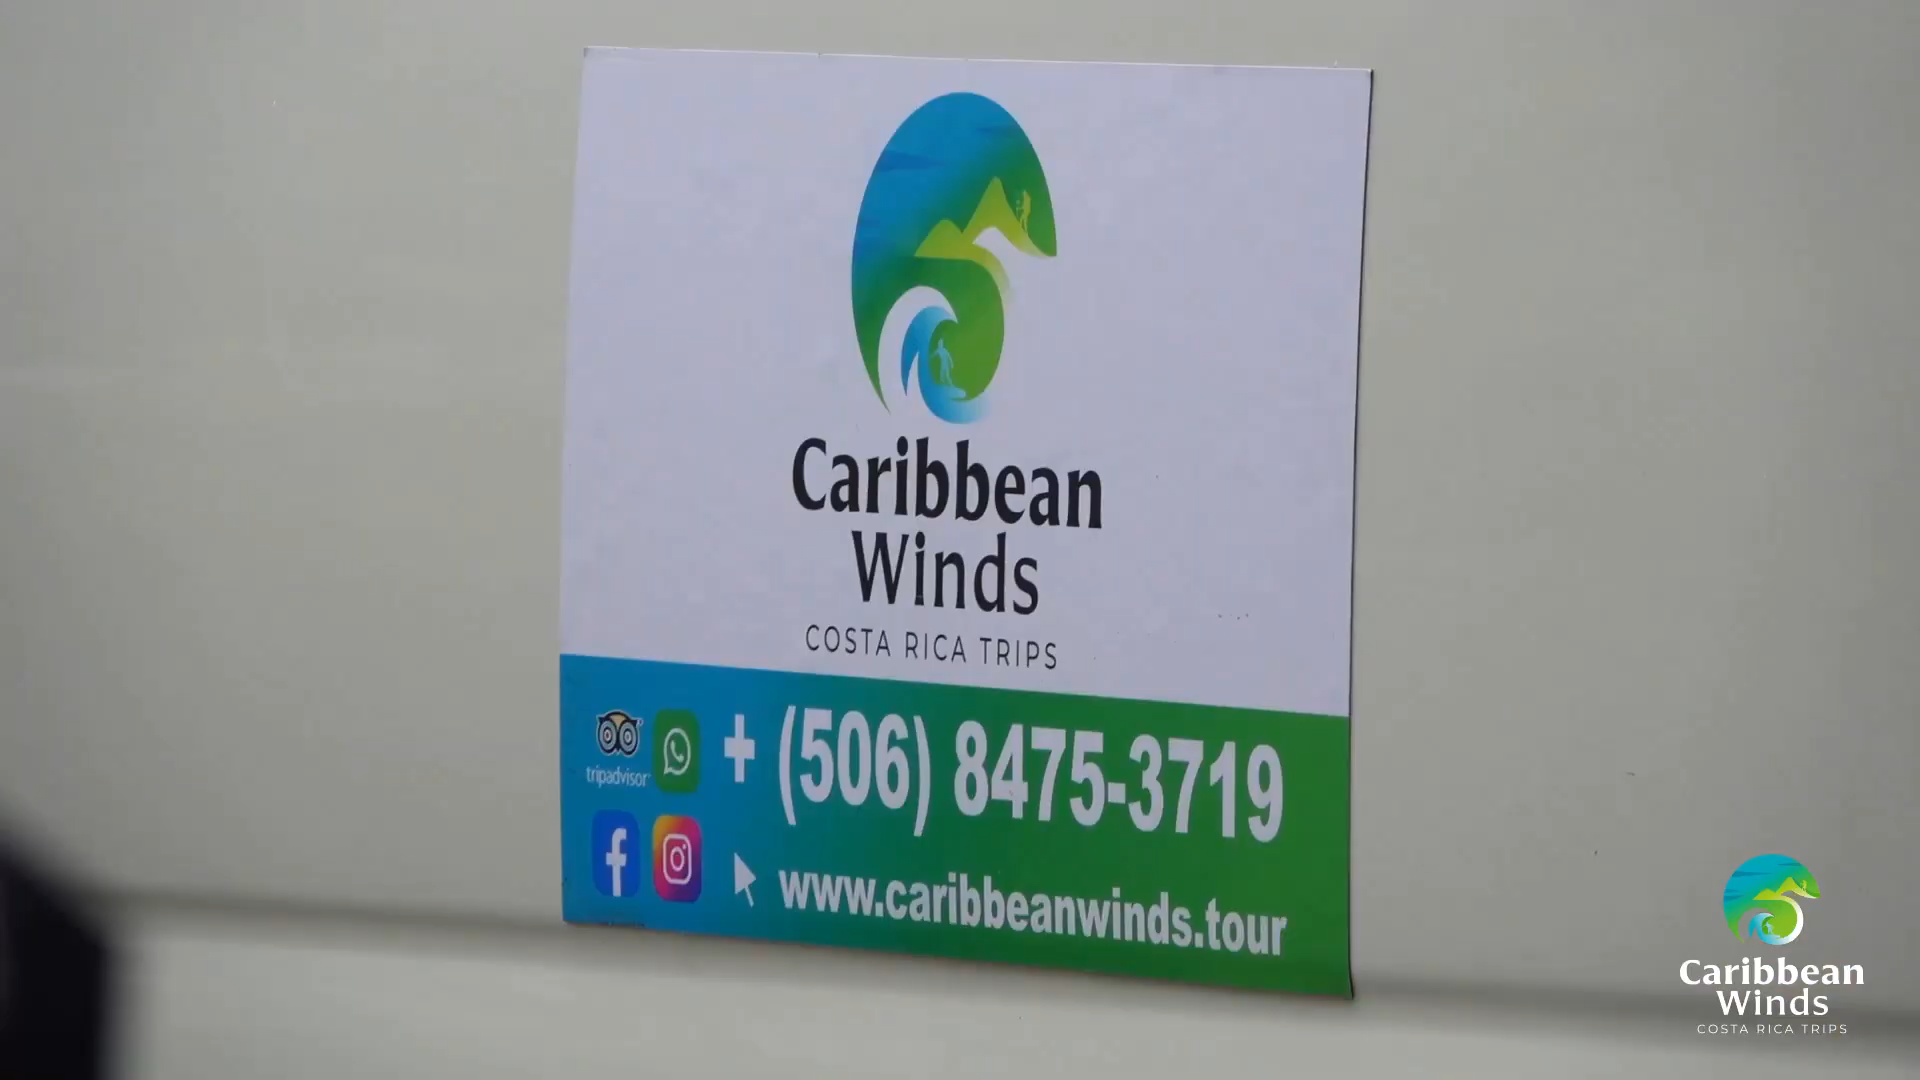 Caribbean
Winds
COSTA RICA TRIPS
tripadvisor
+ (506) 8475-3719
www.caribbeanwinds.tour
Caribbean
Winds
COSTA RICA TRIPS